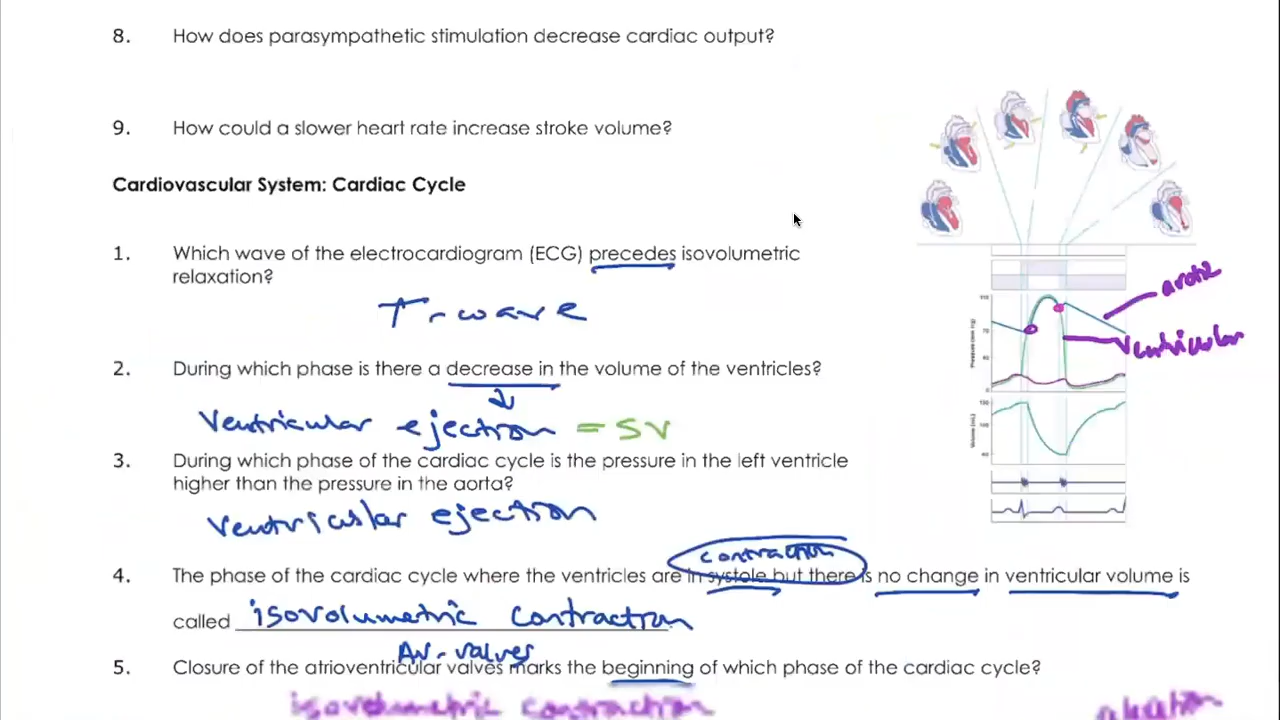 8. How does parasympathetic stimulation decrease cardiac output?
9. How could a slower heart rate increase stroke volume?
Cardiovascular System: Cardiac Cycle
1. Which wave of the electrocardiogram (ECG) precedes isovolumetric
relaxation?
T-wave
aortic
ventricular
2. During which phase is there a decrease in the volume of the ventricles?
ventricular ejection = SV
3. During which phase of the cardiac cycle is the pressure in the left ventricle
higher than the pressure in the aorta?
ventricular ejection
contraction
4. The phase of the cardiac cycle where the ventricles are in systole but there is no change in ventricular volume is
called isovolumetric contraction
AV-valves
5. Closure of the atrioventricular valves marks the beginning of which phase of the cardiac cycle?
isovolumetric contraction